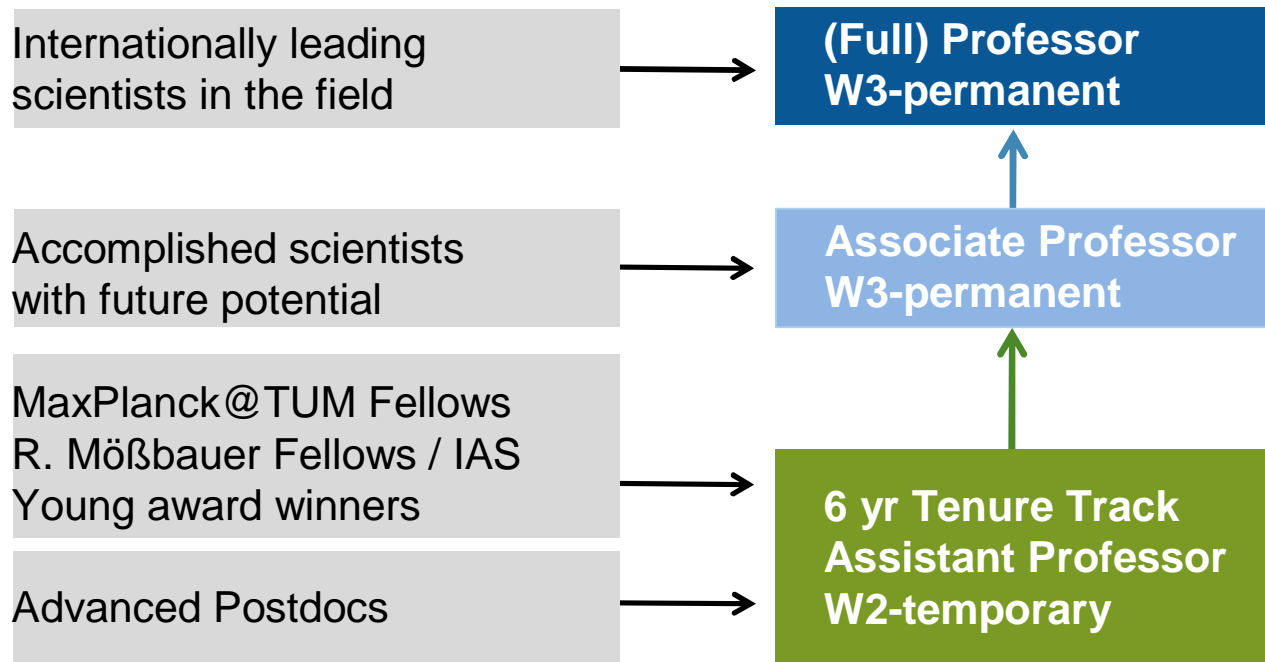 Internationally leading
scientists in the field
(Full) Professor
W3-permanent
Accomplished scientists
with future potential
Associate Professor
W3-permanent
MaxPlanck@TUM Fellows
R. Mößbauer Fellows / IAS
Young award winners
Advanced Postdocs
6 yr Tenure Track
Assistant Professor
W2-temporary